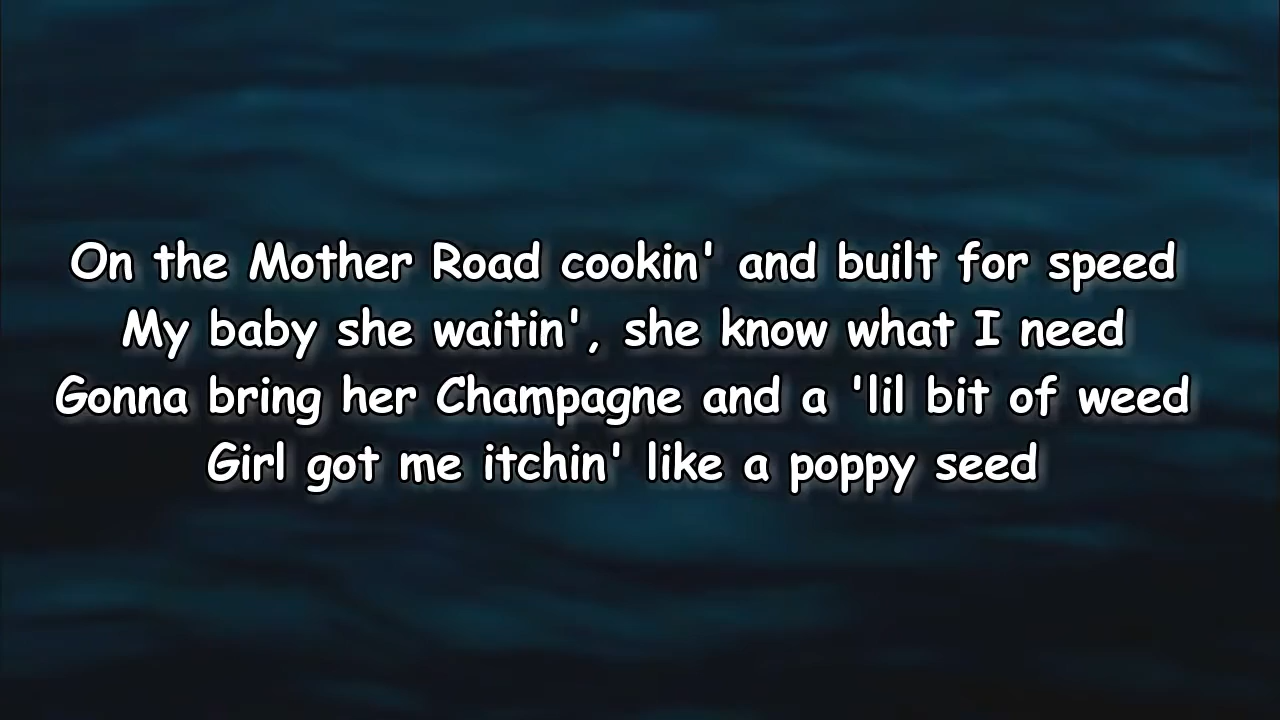 On the Mother Road cookin' and built for speed
My baby she waitin', she know what I need
Gonna bring her Champagne and a 'lil bit of weed
Girl got me itchin' like a poppy seed